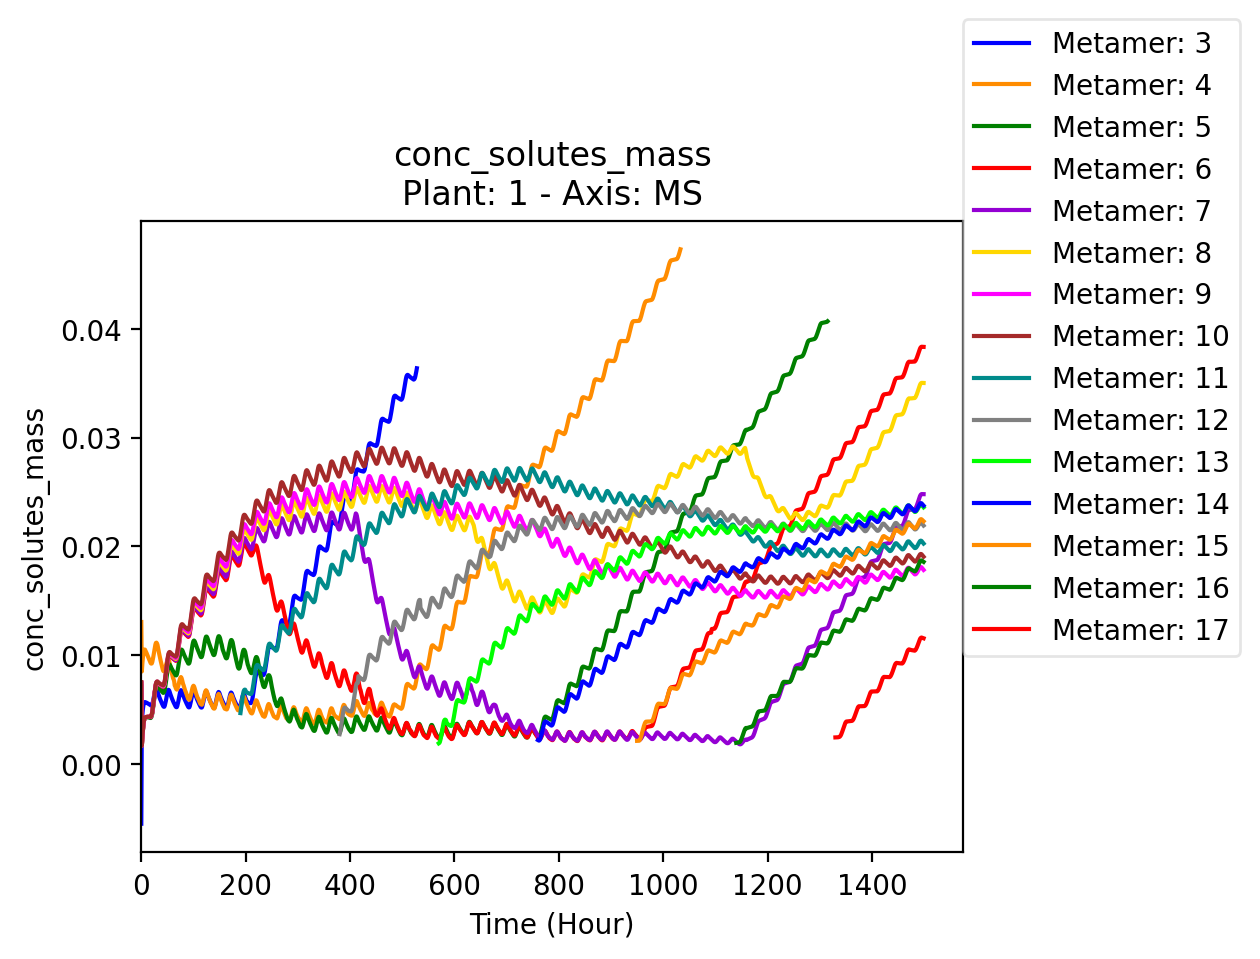 conc_solutes_mass
Plant: 1 - Axis: MS
Metamer: 3
Metamer: 4
Metamer: 5
Metamer: 6
Metamer: 7
Metamer: 8
Metamer: 9
Metamer: 10
Metamer: 11
Metamer: 12
Metamer: 13
Metamer: 14
Metamer: 15
Metamer: 16
Metamer: 17
conc_solutes_mass
0.04
0.03
0.02
0.01
0.00
0 200 400 600 800 1000 1200 1400
Time (Hour)